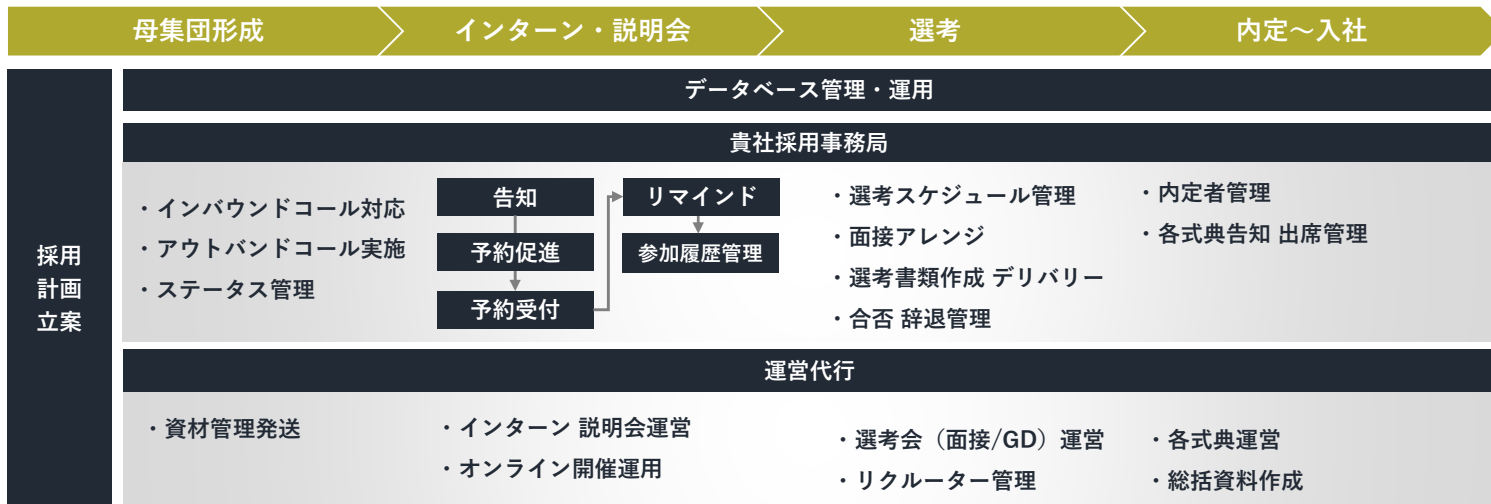 母集団形成
インターン・説明会
選考
内定～入社
採用
計画
立案
データベース管理・運用
貴社採用事務局
・インバウンドコール対応
・アウトバンドコール実施
・ステータス管理
告知
予約促進
予約受付
リマインド
参加履歴管理
・選考スケジュール管理
・面接アレンジ
・選考書類作成 デリバリー
・合否 辞退管理
・内定者管理
・各式典告知 出席管理
運営代行
・資材管理発送
・インターン 説明会運営
・オンライン開催運用
・選考会（面接/GD）運営
・リクルーター管理
・各式典運営
・総括資料作成